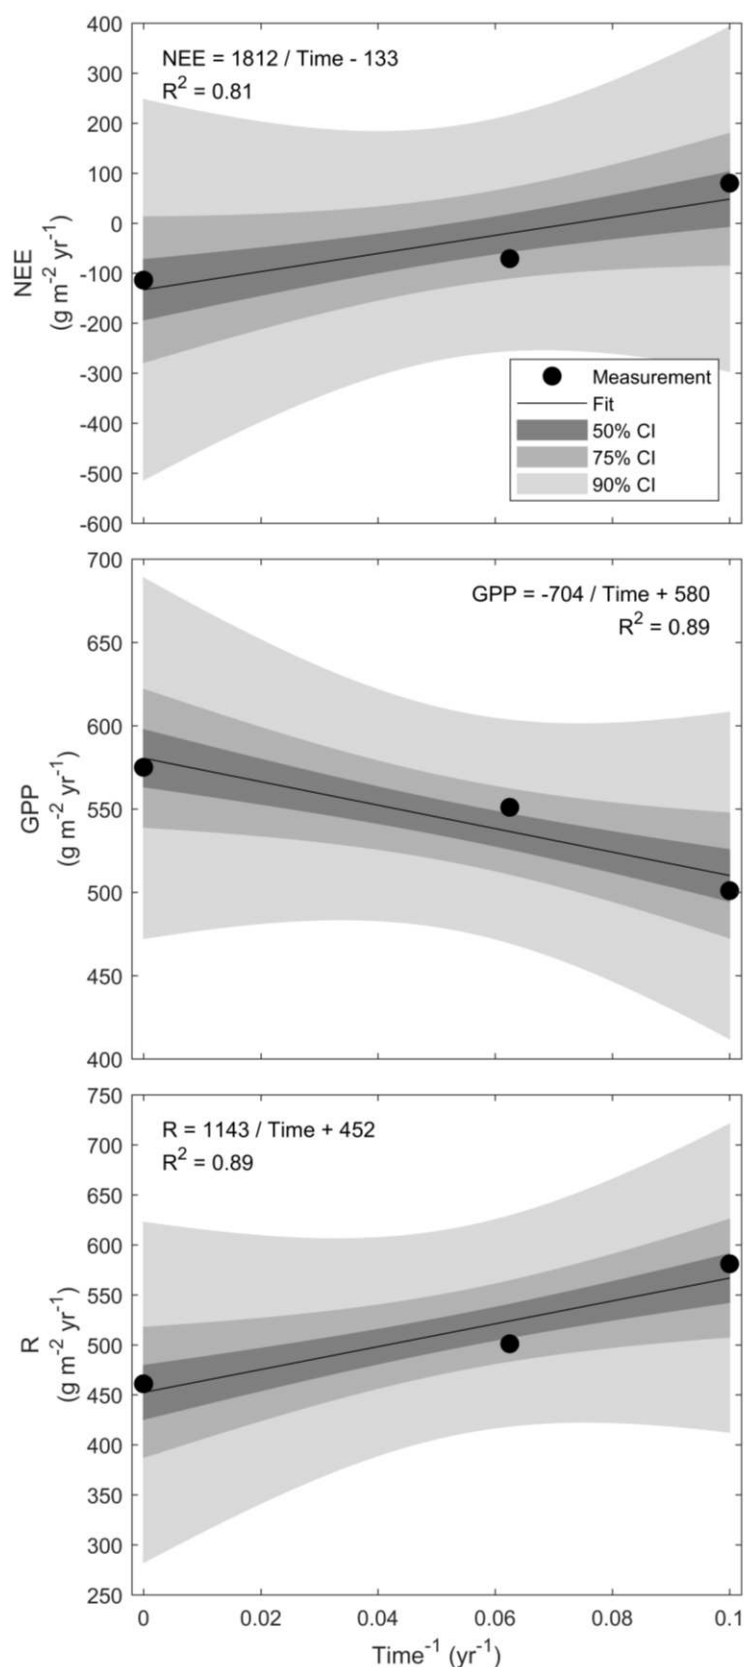 400
300
200
100
0
-100
-200
-300
-400
-500
-600
NEE
(g m⁻² yr⁻¹)
NEE = 1812 / Time - 133
R² = 0.81
Measurement
Fit
50% CI
75% CI
90% CI
700
650
600
550
500
450
400
GPP
(g m⁻² yr⁻¹)
GPP = -704 / Time + 580
R² = 0.89
750
700
650
600
550
500
450
400
350
300
250
R
(g m⁻² yr⁻¹)
R = 1143 / Time + 452
R² = 0.89
0 0.02 0.04 0.06 0.08 0.1
Time⁻¹ (yr⁻¹)